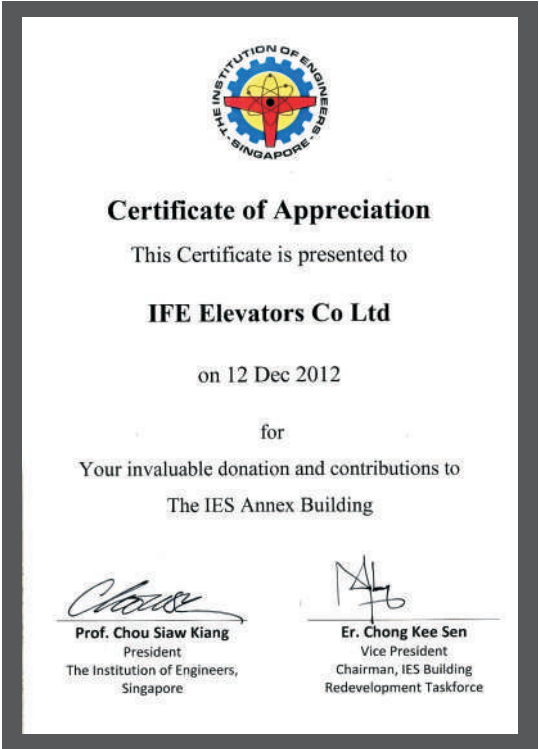 THE INSTITUTION OF ENGINEERS·
·SINGAPORE·
Certificate of Appreciation
This Certificate is presented to
IFE Elevators Co Ltd
on 12 Dec 2012
for
Your invaluable donation and contributions to
The IES Annex Building
Prof. Chou Siaw Kiang
President
The Institution of Engineers,
Singapore
Er. Chong Kee Sen
Vice President
Chairman, IES Building
Redevelopment Taskforce